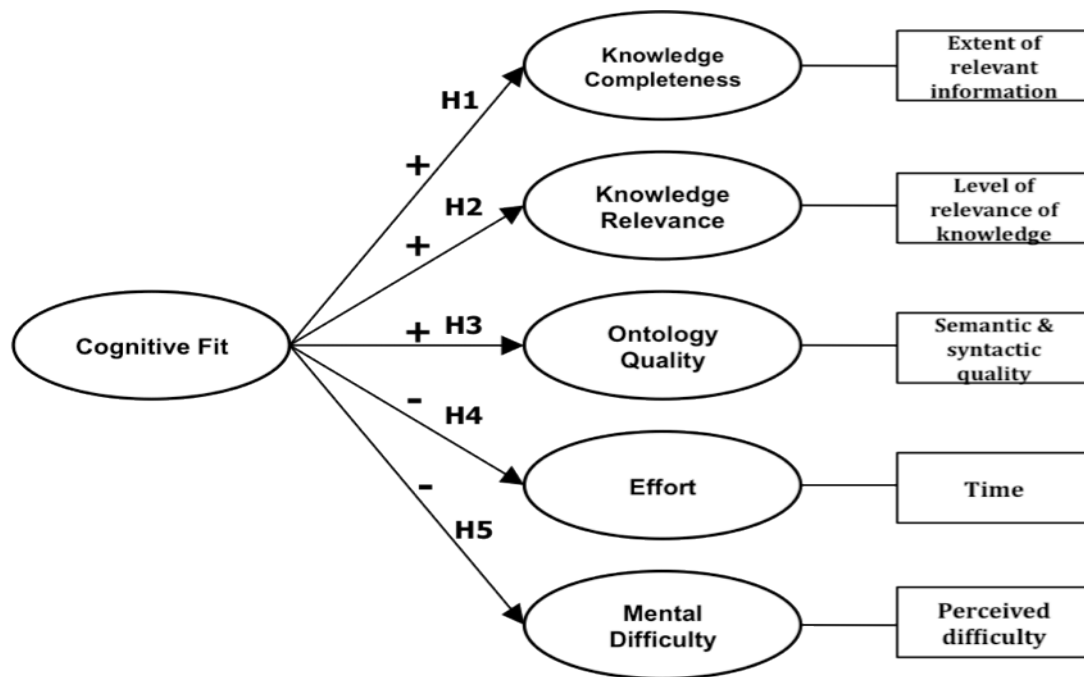 Knowledge
Completeness
Extent of
relevant
information
H1
+
Knowledge
Relevance
Level of
relevance of
knowledge
H2
+
Cognitive Fit
+
H3
Ontology
Quality
Semantic &
syntactic
quality
-
H4
Effort
Time
-
H5
Mental
Difficulty
Perceived
difficulty